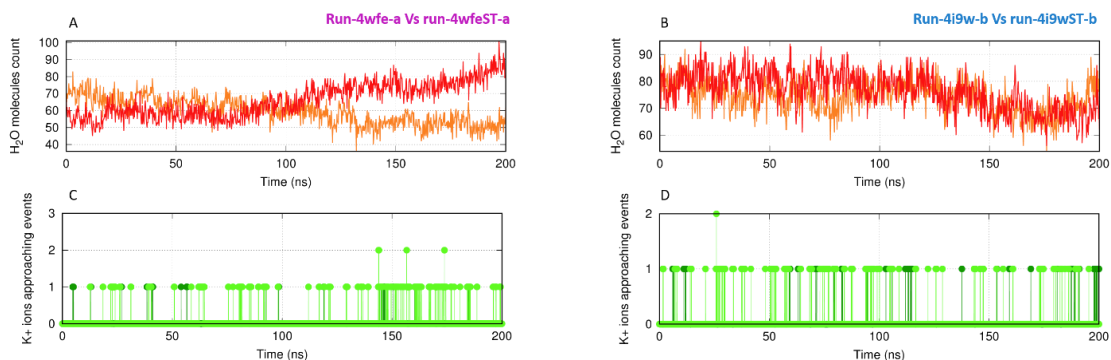 Run-4wfe-a Vs run-4wfeST-a
Run-4i9w-b Vs run-4i9wST-b
A
H2O molecules count
100
90
80
70
60
50
40
0
50
100
150
200
Time (ns)
B
H2O molecules count
90
80
70
60
0
50
100
150
200
Time (ns)
C
K+ ions approaching events
3
2
1
0
0
50
100
150
200
Time (ns)
D
K+ ions approaching events
2
1
0
0
50
100
150
200
Time (ns)